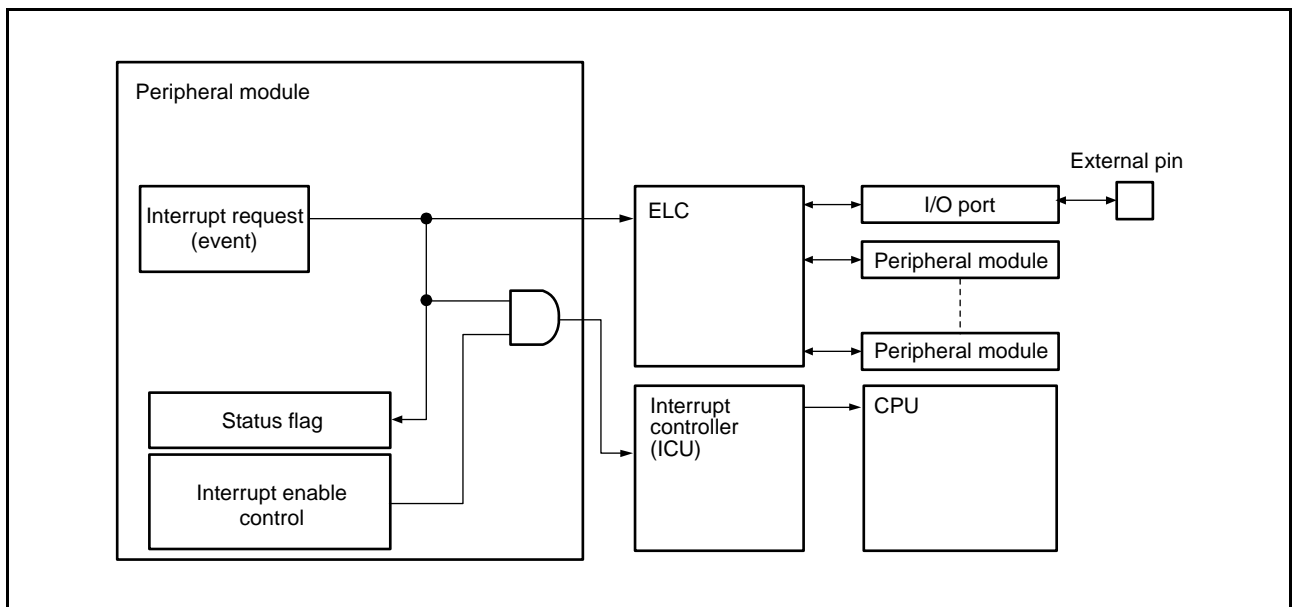 Peripheral module
Interrupt request
(event)
Status flag
Interrupt enable
control
ELC
Interrupt
controller
(ICU)
External pin
I/O port
Peripheral module
Peripheral module
CPU